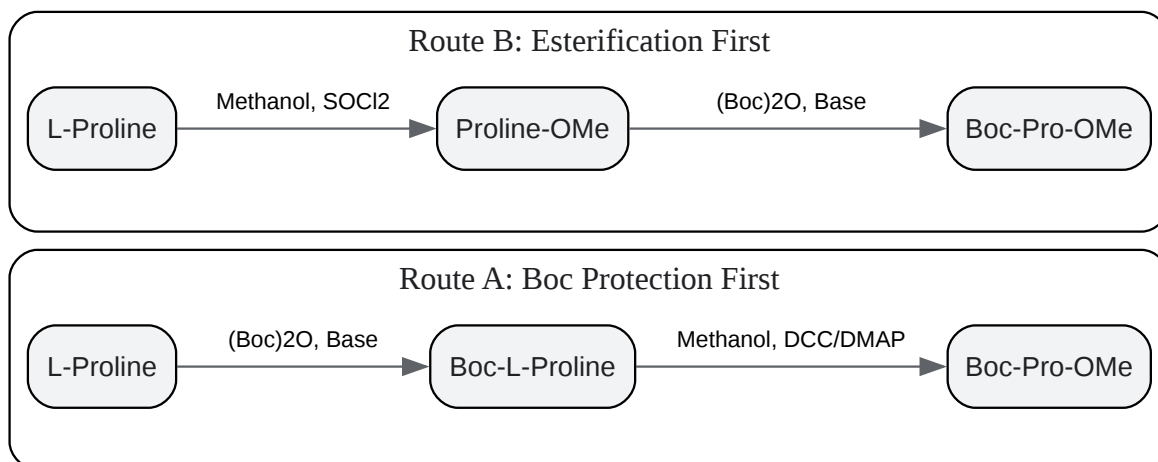 Route B: Esterification First
Methanol, SOCl2
(Boc)2O, Base
L-Proline
Proline-OMe
Boc-Pro-OMe
Route A: Boc Protection First
(Boc)2O, Base
Methanol, DCC/DMAP
L-Proline
Boc-L-Proline
Boc-Pro-OMe